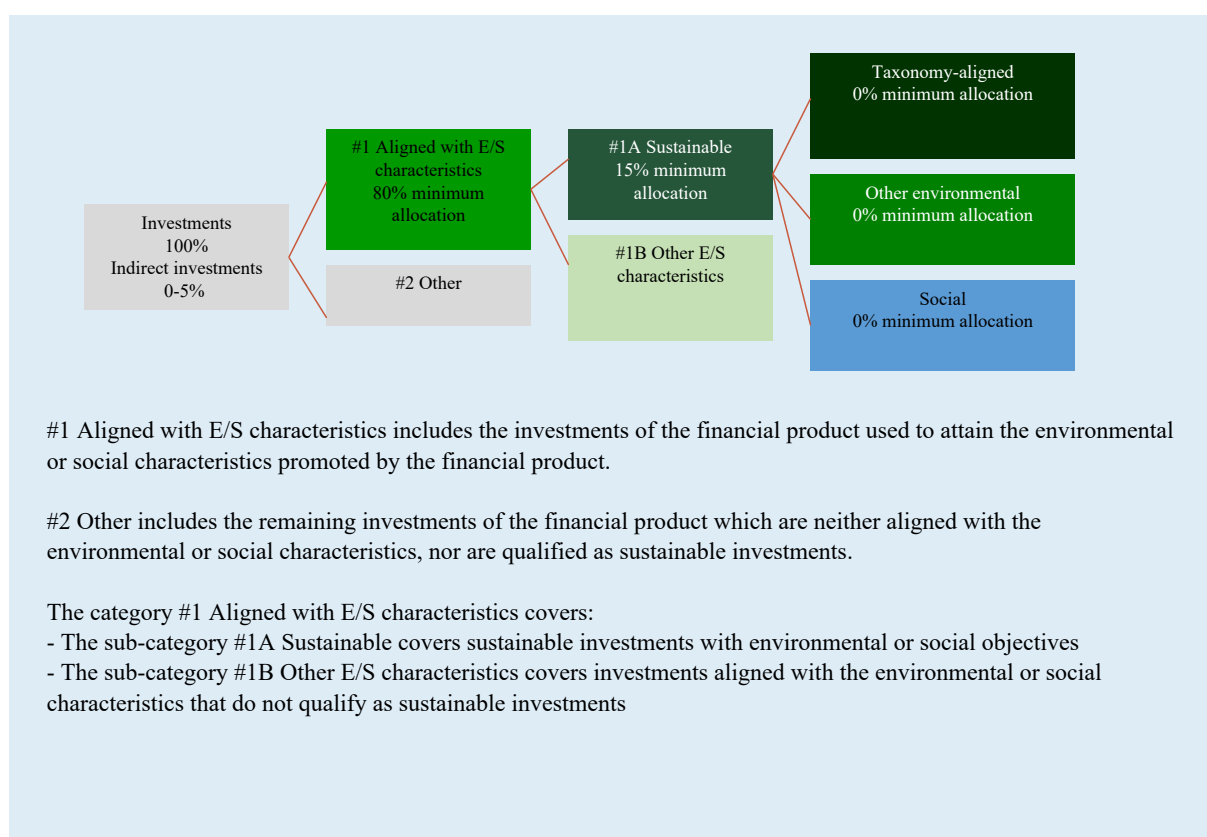 Investments
100%
Indirect investments
0-5%
#1 Aligned with E/S
characteristics
80% minimum
allocation
#2 Other
#1A Sustainable
15% minimum
allocation
#1B Other E/S
characteristics
Taxonomy-aligned
0% minimum allocation
Other environmental
0% minimum allocation
Social
0% minimum allocation
#1 Aligned with E/S characteristics includes the investments of the financial product used to attain the environmental
or social characteristics promoted by the financial product.
#2 Other includes the remaining investments of the financial product which are neither aligned with the
environmental or social characteristics, nor are qualified as sustainable investments.
The category #1 Aligned with E/S characteristics covers:
- The sub-category #1A Sustainable covers sustainable investments with environmental or social objectives
- The sub-category #1B Other E/S characteristics covers investments aligned with the environmental or social
characteristics that do not qualify as sustainable investments